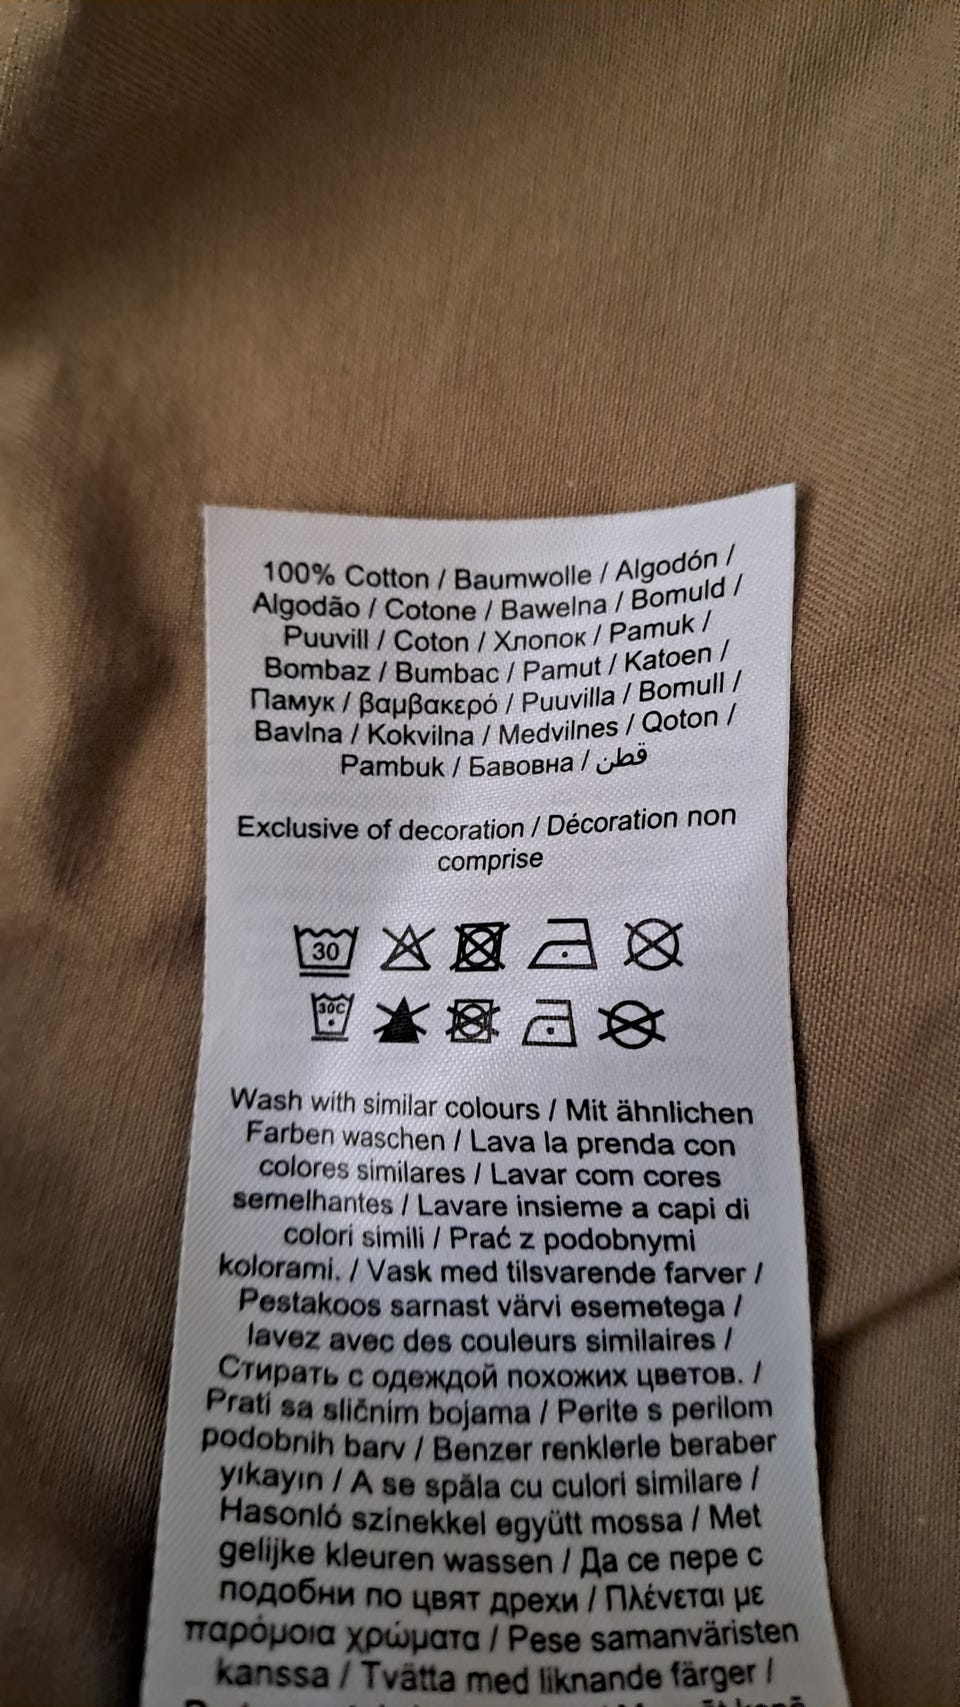 100% Cotton / Baumwolle / Algodón /
Algodão / Cotone / Bawełna / Bomuld /
Puuvill / Coton / Хлопок / Pamuk /
Bombaz / Bumbac / Pamut / Katoen /
Памук / βαμβακερό / Puuvilla / Bomull /
Bavlna / Kokvilna / Medvilnes / Qoton /
Pambuk / Бавовна / قطن
Exclusive of decoration / Décoration non
comprise
30
30C
Wash with similar colours / Mit ähnlichen
Farben waschen / Lava la prenda con
colores similares / Lavar com cores
semelhantes / Lavare insieme a capi di
colori simili / Prać z podobnymi
kolorami. / Vask med tilsvarende farver /
Pestakoos sarnast värvi esemetega /
lavez avec des couleurs similaires /
Стирать с одеждой похожих цветов. /
Prati sa sličnim bojama / Perite s perilom
podobnih barv / Benzer renklerle beraber
yıkayın / A se spăla cu culori similare /
Hasonló színekkel együtt mossa / Met
gelijke kleuren wassen / Да се пере с
подобни по цвят дрехи / Πλένεται με
παρόμοια χρώματα / Pese samanväristen
kanssa / Tvätta med liknande färger /